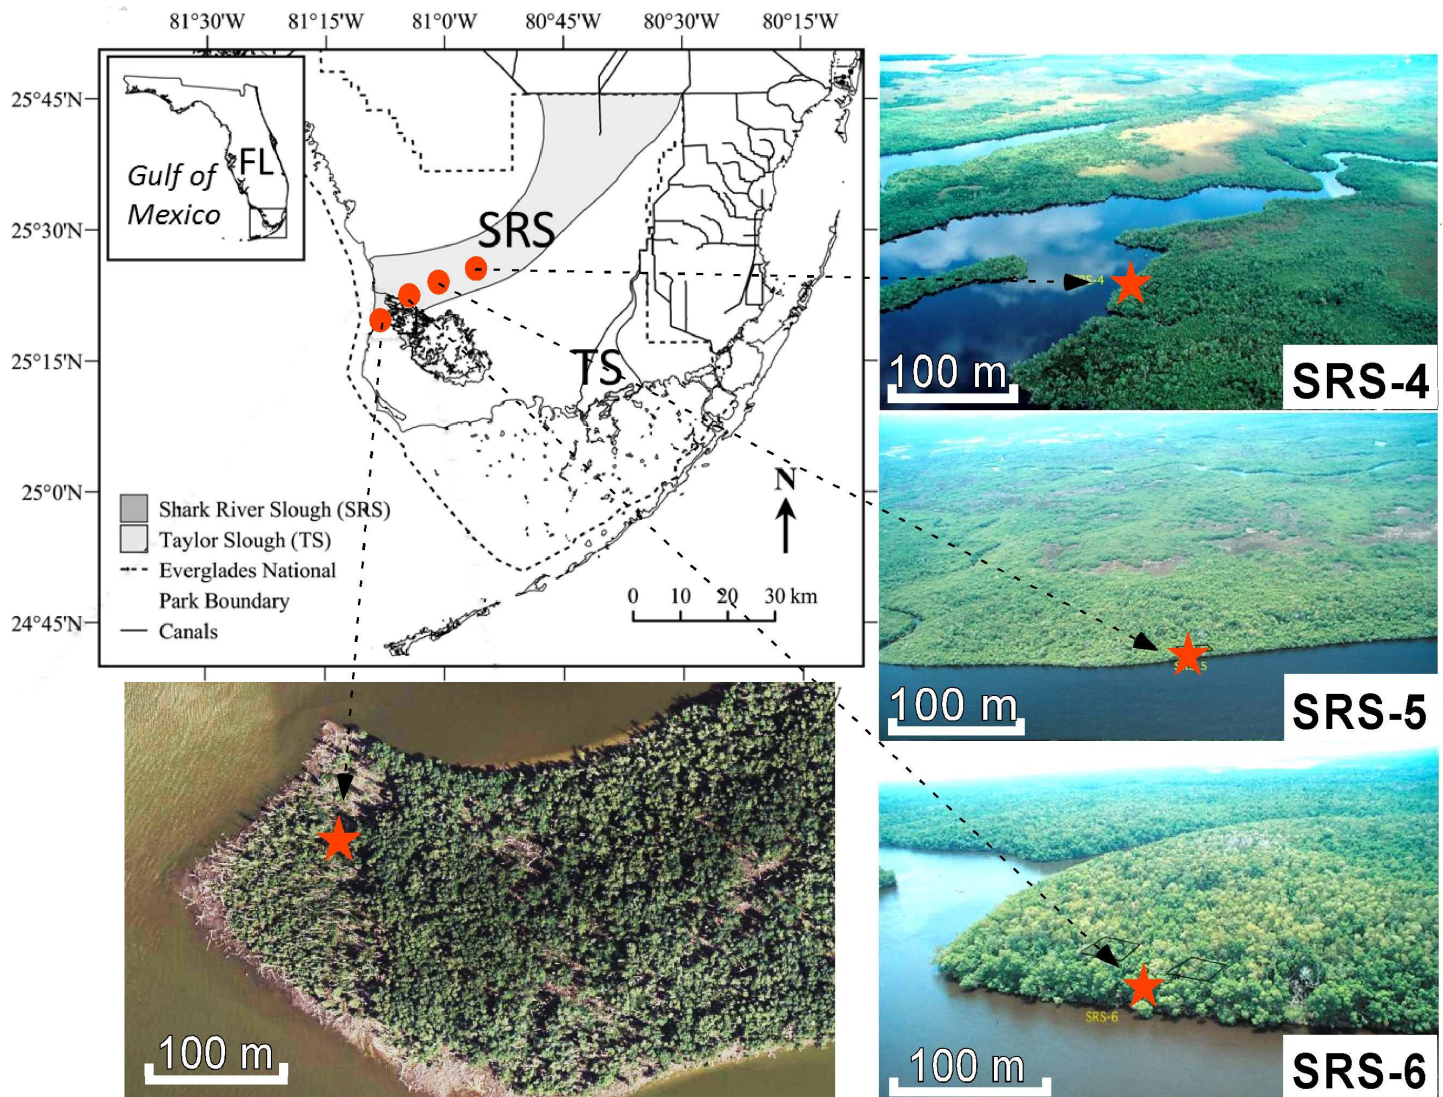 81°30'W 81°15'W 81°0'W 80°45'W 80°30'W 80°15'W
25°45'N
25°30'N
25°15'N
25°0'N
24°45'N
FL
Gulf of
Mexico
SRS
TS
N
0 10 20 30 km
Shark River Slough (SRS)
Taylor Slough (TS)
Everglades National
Park Boundary
Canals
SRS-4
100 m
SRS-4
100 m
SRS-5
SRS-6
100 m
SRS-6
100 m